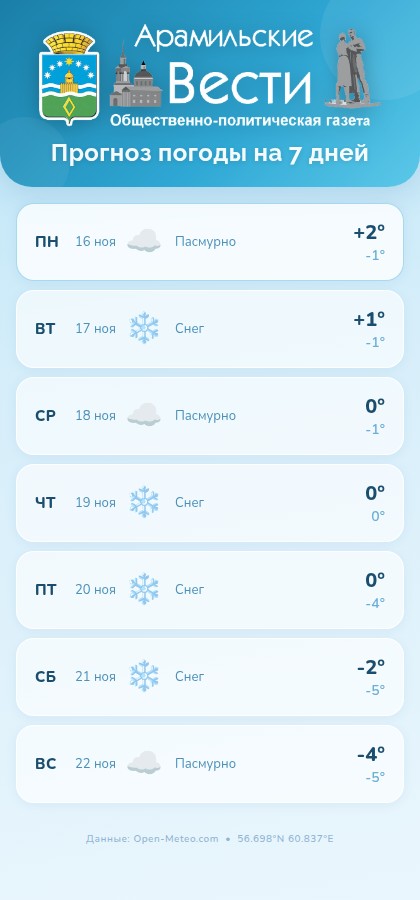 Арамильские
Вести
Общественно-политическая газета
Прогноз погоды на 7 дней
ПН 16 ноя Пасмурно +2° -1°
ВТ 17 ноя Снег +1° -1°
СР 18 ноя Пасмурно 0° -1°
ЧТ 19 ноя Снег 0° 0°
ПТ 20 ноя Снег 0° -4°
СБ 21 ноя Снег -2° -5°
ВС 22 ноя Пасмурно -4° -5°
Данные: Open-Meteo.com • 56.698°N 60.837°E